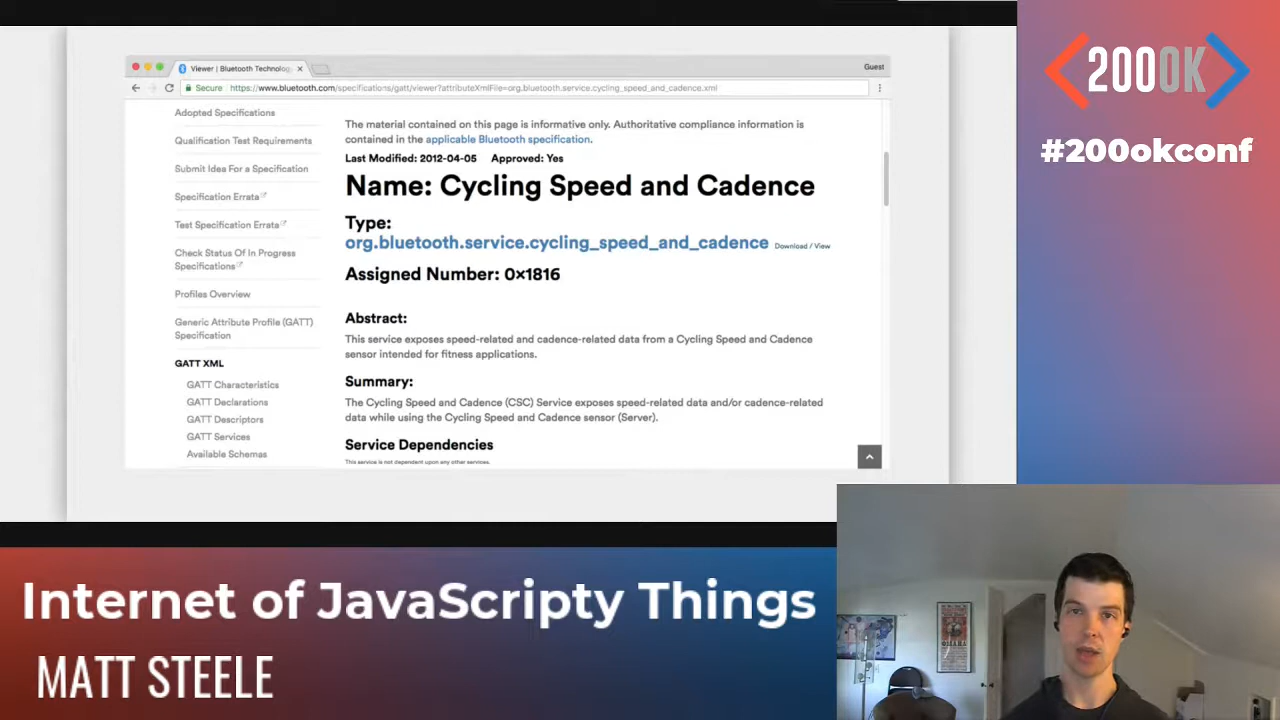 Viewer | Bluetooth Technolog
Guest
Secure https://www.bluetooth.com/specifications/gatt/viewer?attributeXmlFile=org.bluetooth.service.cycling_speed_and_cadence.xml
Adopted Specifications
Qualification Test Requirements
Submit Idea For a Specification
Specification Errata
Test Specification Errata
Check Status Of In Progress
Specifications
Profiles Overview
Generic Attribute Profile (GATT)
Specification
GATT XML
GATT Characteristics
GATT Declarations
GATT Descriptors
GATT Services
Available Schemas
The material contained on this page is informative only. Authoritative compliance information is
contained in the applicable Bluetooth specification.
Last Modified: 2012-04-05 Approved: Yes
Name: Cycling Speed and Cadence
Type:
org.bluetooth.service.cycling_speed_and_cadence Download / View
Assigned Number: 0×1816
Abstract:
This service exposes speed-related and cadence-related data from a Cycling Speed and Cadence
sensor intended for fitness applications.
Summary:
The Cycling Speed and Cadence (CSC) Service exposes speed-related data and/or cadence-related
data while using the Cycling Speed and Cadence sensor (Server).
Service Dependencies
This service is not dependent upon any other services.
200OK
#200okconf
Internet of JavaScripty Things
MATT STEELE
OMAHA